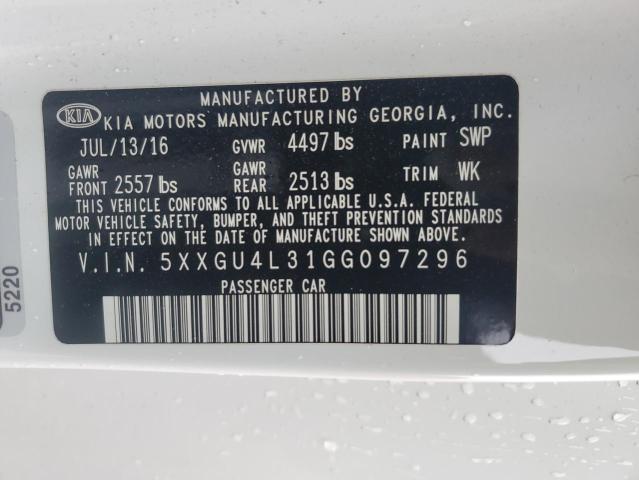 MANUFACTURED BY
KIA KIA MOTORS MANUFACTURING GEORGIA, INC.
JUL/13/16 GVWR 4497 lbs PAINT SWP
GAWR FRONT 2557 lbs GAWR REAR 2513 lbs TRIM WK
THIS VEHICLE CONFORMS TO ALL APPLICABLE U.S.A. FEDERAL
MOTOR VEHICLE SAFETY, BUMPER, AND THEFT PREVENTION STANDARDS
IN EFFECT ON THE DATE OF MANUFACTURE SHOWN ABOVE.
V.I.N. 5XXGU4L31GG097296
PASSENGER CAR
5220